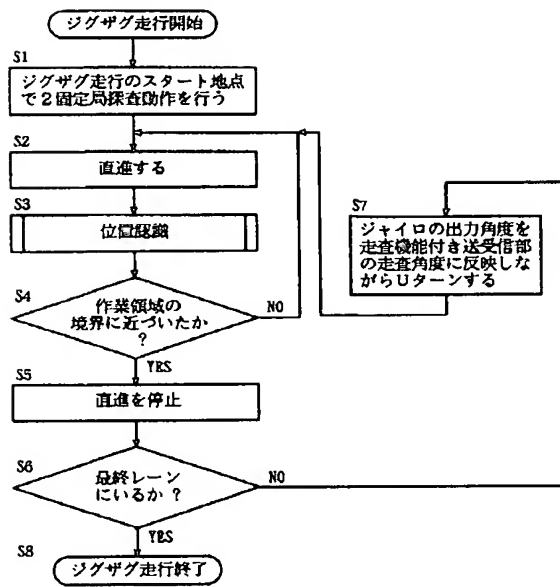 ジグザグ走行開始
S1
ジグザグ走行のスタート地点
で2固定局探査動作を行う
S2
直進する
S3
位置認識
S4
作業領域の
境界に近づいたか
?
NO
YES
S7
ジャイロの出力角度を
走査機能付き送受信部
の走査角度に反映しな
がらUターンする
S5
直進を停止
S6
最終レーン
にいるか ?
NO
YES
S8
ジグザグ走行終了